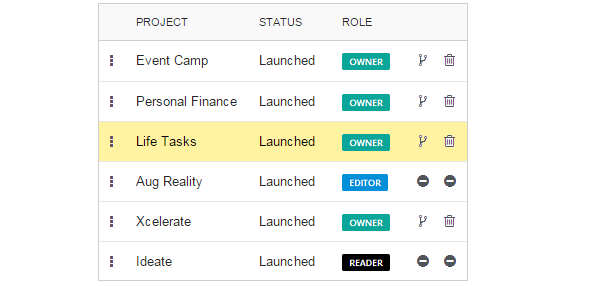 PROJECT STATUS ROLE
Event Camp Launched OWNER
Personal Finance Launched OWNER
Life Tasks Launched OWNER
Aug Reality Launched EDITOR
Xcelerate Launched OWNER
Ideate Launched READER